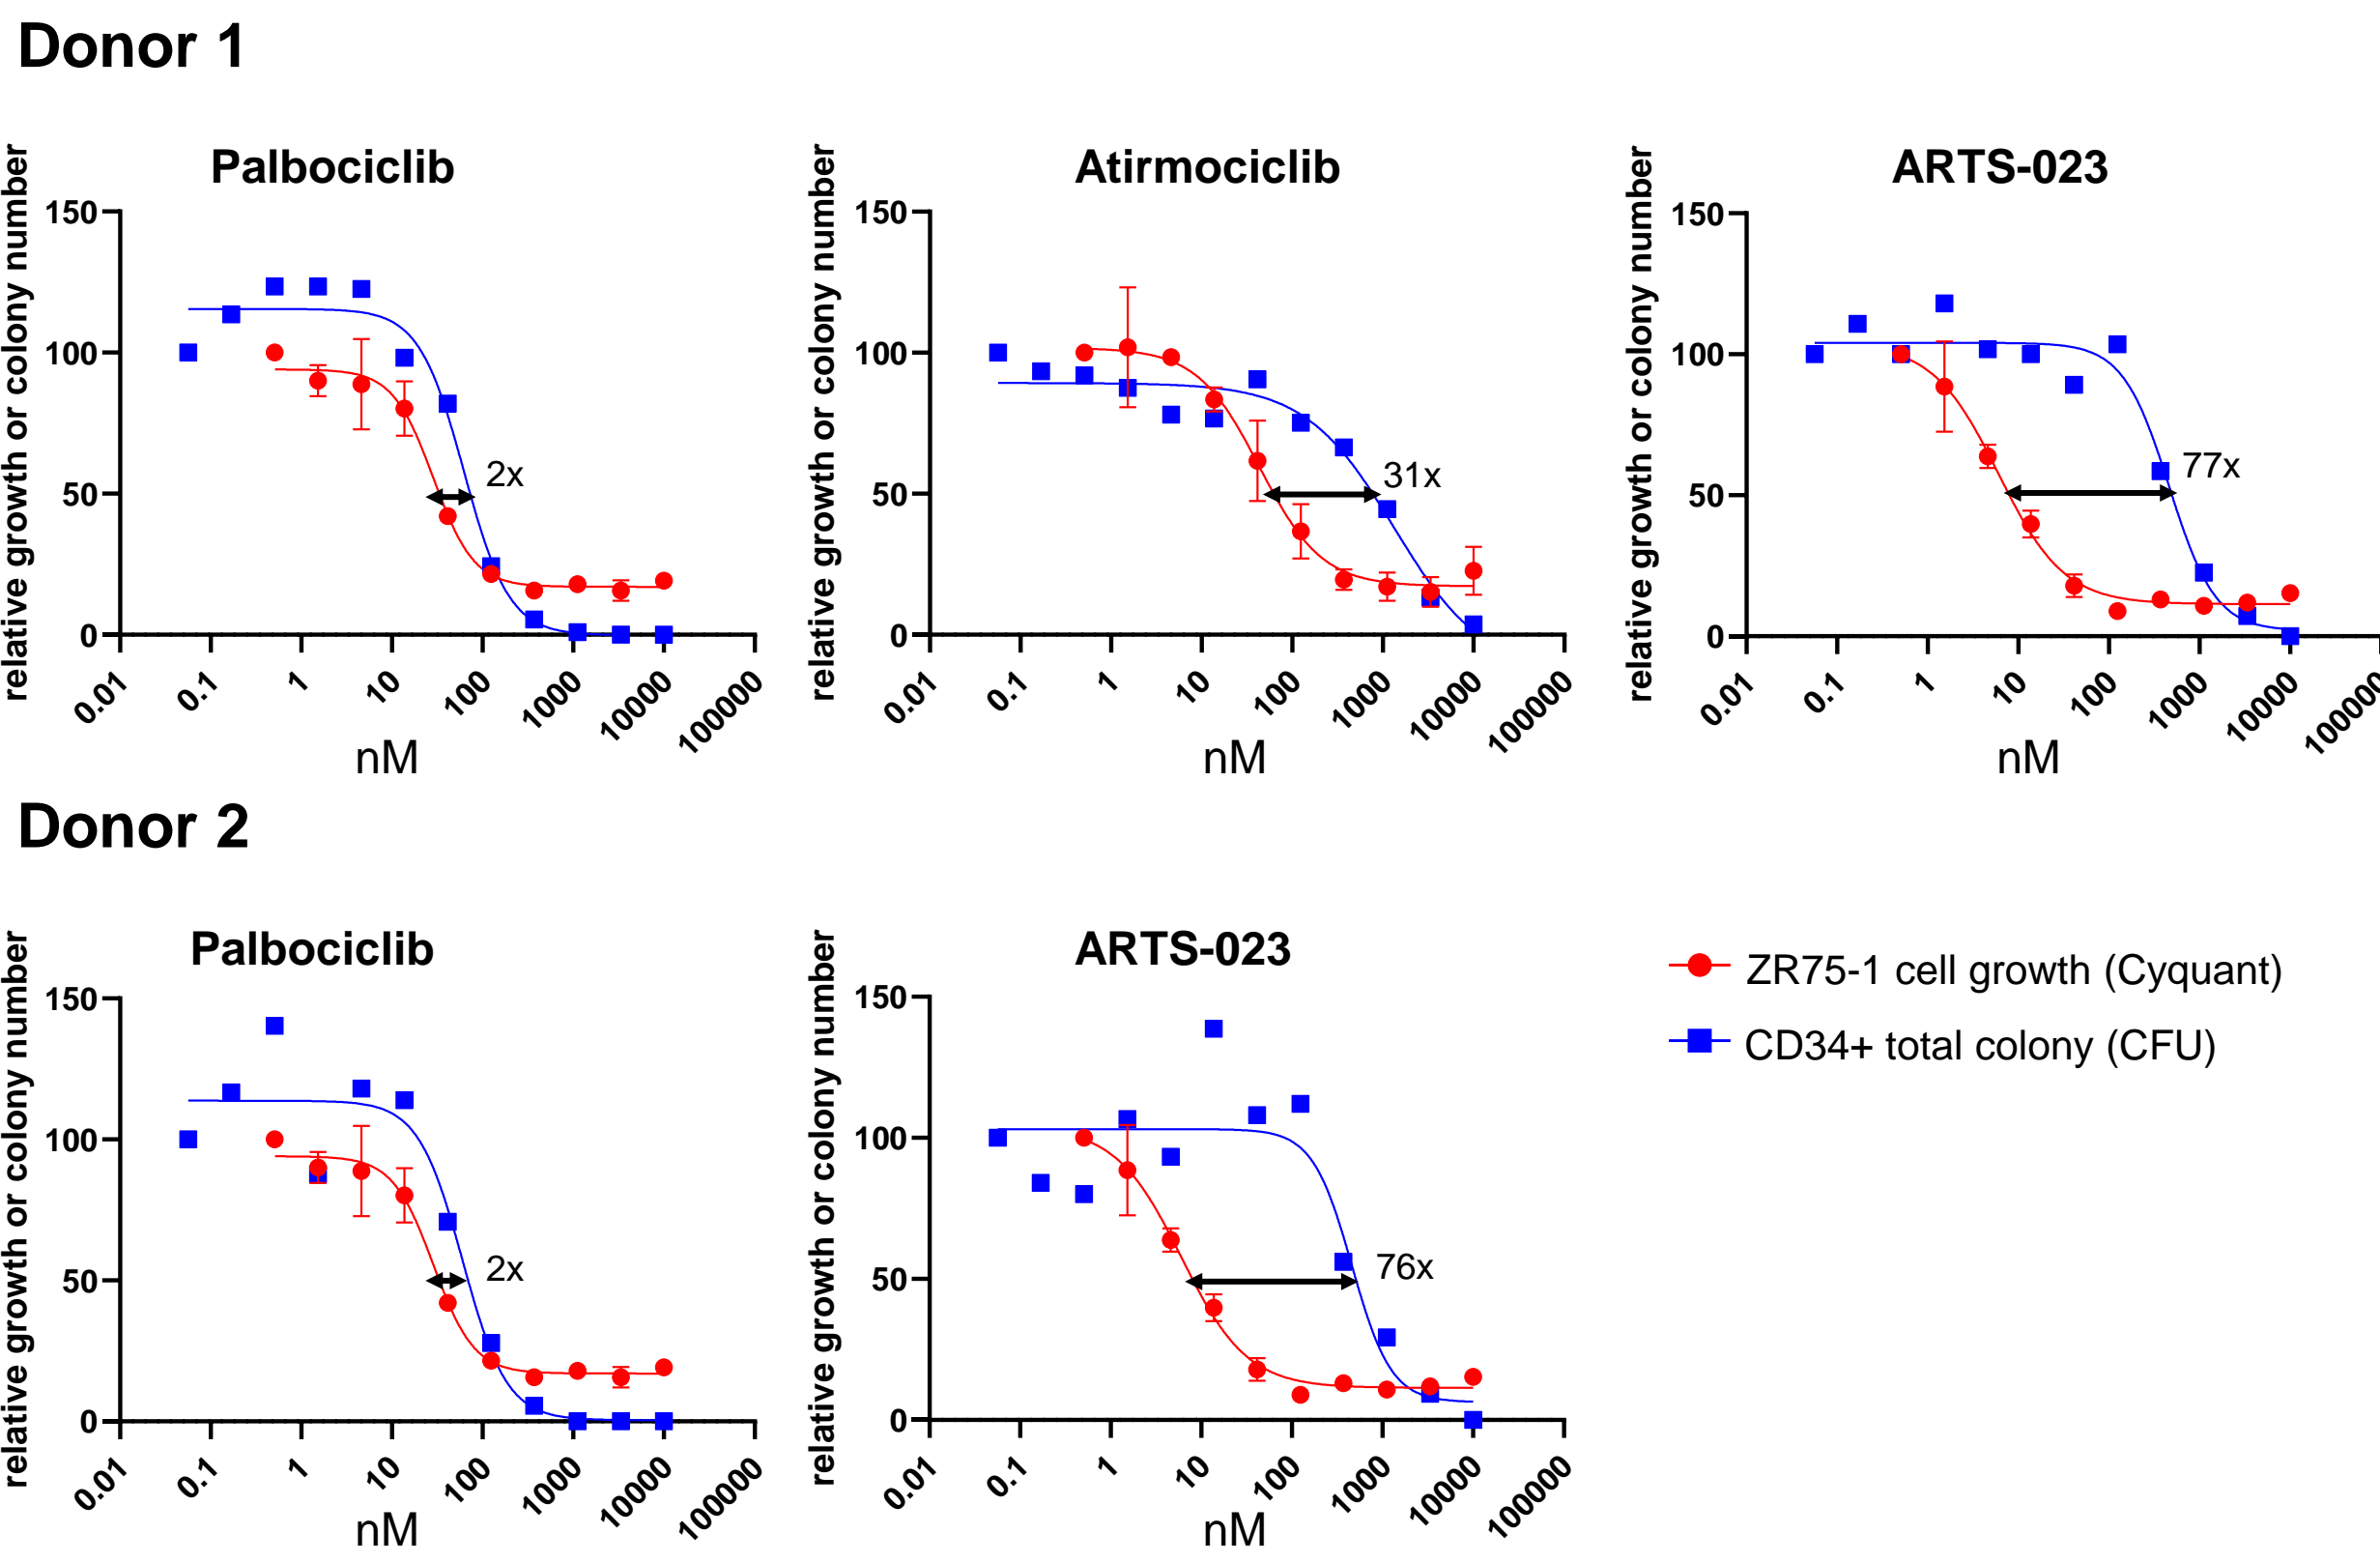 Donor 1
Palbociclib
relative growth or colony number
150
100
50
0
2x
0.01
0.1
1
10
100
1000
10000
100000
nM
Atirmociclib
relative growth or colony number
150
100
50
0
31x
0.01
0.1
1
10
100
1000
10000
100000
nM
ARTS-023
relative growth or colony number
150
100
50
0
77x
0.01
0.1
1
10
100
1000
10000
100000
nM
Donor 2
Palbociclib
relative growth or colony number
150
100
50
0
2x
0.01
0.1
1
10
100
1000
10000
100000
nM
ARTS-023
relative growth or colony number
150
100
50
0
76x
0.01
0.1
1
10
100
1000
10000
100000
nM
ZR75-1 cell growth (Cyquant)
CD34+ total colony (CFU)